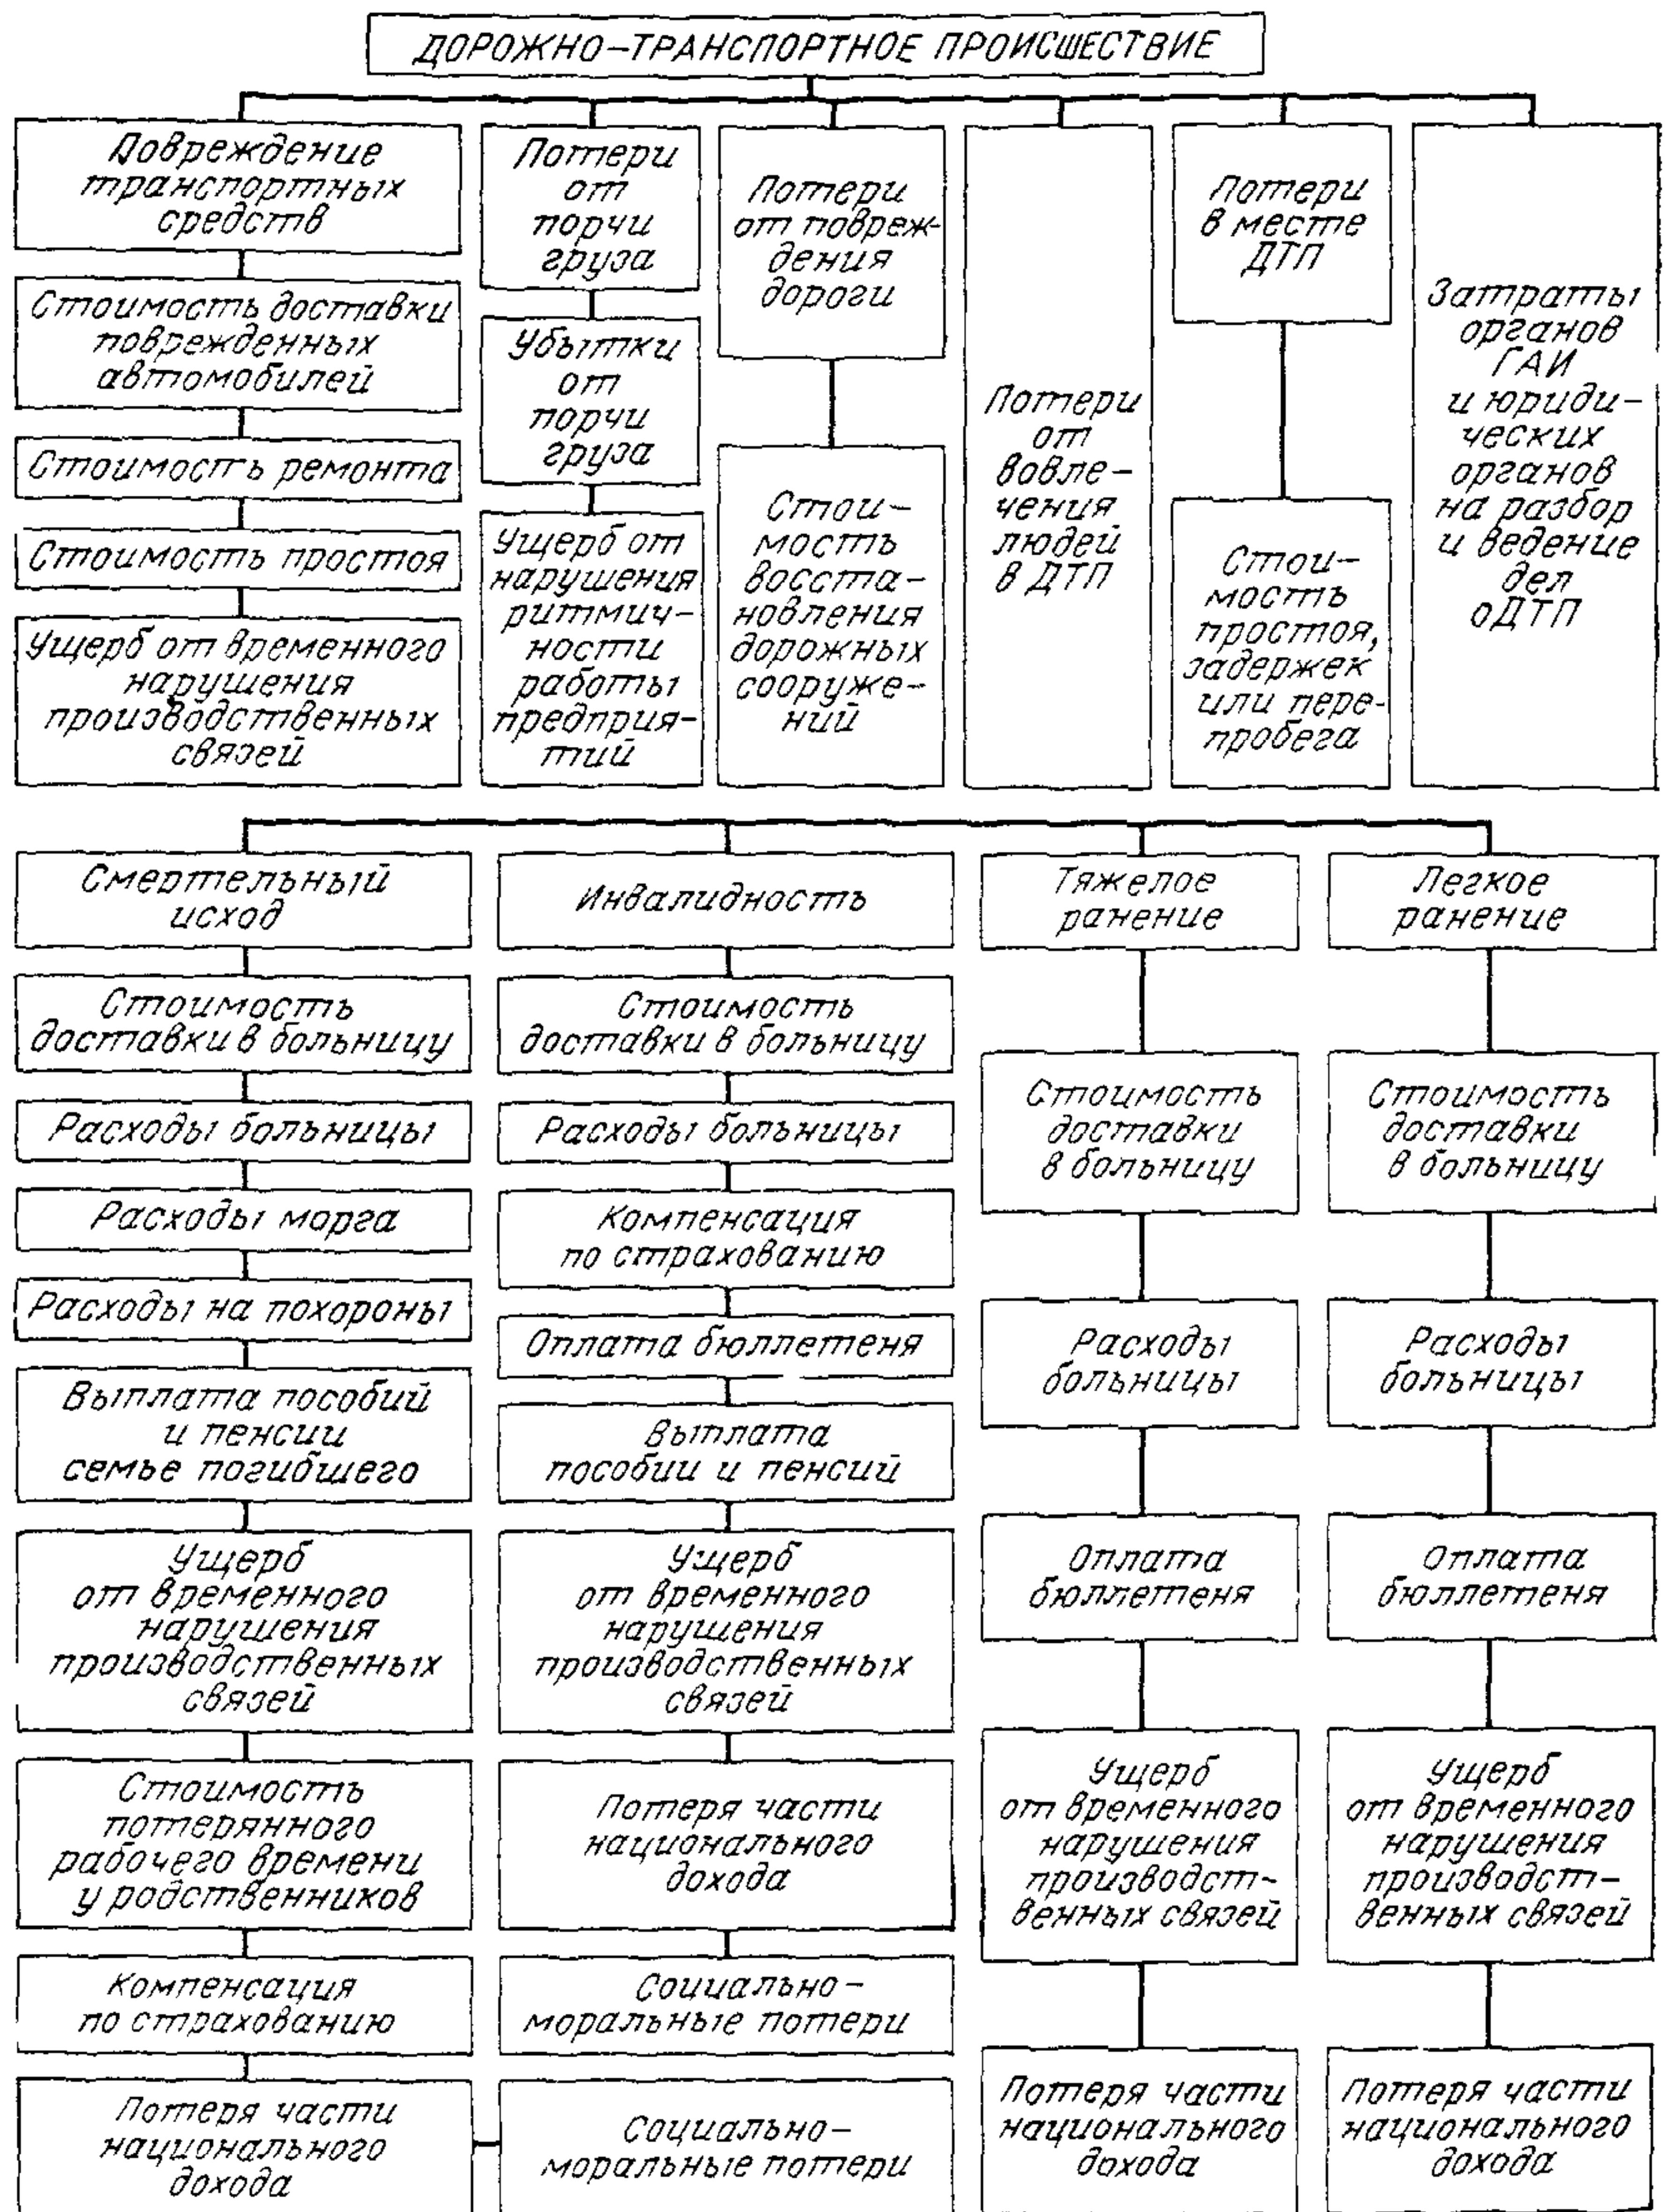 ДОРОЖНО-ТРАНСПОРТНОЕ ПРОИСШЕСТВИЕ
Повреждение
транспортных
средств
Стоимость доставки
поврежденных
автомобилей
Стоимость ремонта
Стоимость простоя
Ущерб от временного
нарушения
производственных
связей
Потери
от
порчи
груза
Убытки
от
порчи
груза
Ущерб от
нарушения
ритмич-
ности
работы
предприя-
тий
Потери
от повреж-
дения
дороги
Стои-
мость
восста-
новления
дорожных
сооруже-
ний
Потери
от
вовле-
чения
людей
в ДТП
Потери
в месте
ДТП
Стои-
мость
простоя,
задержек
или пере-
пробега
Затраты
органов
ГАИ
и юриди-
ческих
органов
на разбор
и ведение
дел
о ДТП
Смертельный
исход
Стоимость
доставки в больницу
Расходы больницы
Расходы морга
Расходы на похороны
Выплата пособий
и пенсии
семье погибшего
Ущерб
от временного
нарушения
производственных
связей
Стоимость
потерянного
рабочего времени
у родственников
Компенсация
по страхованию
Потеря части
национального
дохода
Социально-
моральные потери
Инвалидность
Стоимость
доставки в больницу
Расходы больницы
Компенсация
по страхованию
Оплата бюллетеня
Выплата
пособии и пенсий
Ущерб
от временного
нарушения
производственных
связей
Потеря части
национального
дохода
Социально-
моральные потери
Тяжелое
ранение
Стоимость
доставки
в больницу
Расходы
больницы
Оплата
бюллетеня
Ущерб
от временного
нарушения
производст-
венных связей
Потеря части
национального
дохода
Легкое
ранение
Стоимость
доставки
в больницу
Расходы
больницы
Оплата
бюллетеня
Ущерб
от временного
нарушения
производст-
венных связей
Потеря части
национального
дохода